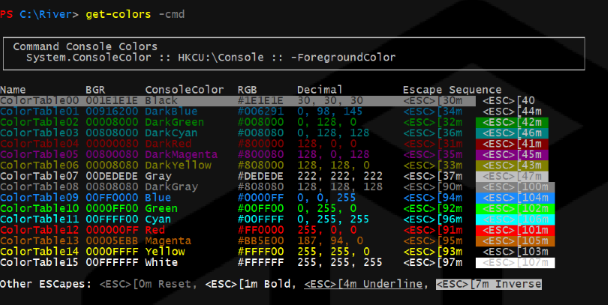 PS C:\River> get-colors -cmd
Command Console Colors
System.ConsoleColor :: HKCU:\Console :: -ForegroundColor
Name BGR ConsoleColor RGB Decimal Escape Sequence
ColorTable00 001E1E1E Black #1E1E1E 30, 30, 30 <ESC>[30m <ESC>[40
ColorTable01 00916200 DarkBlue #006291 0, 98, 145 <ESC>[34m <ESC>[44m
ColorTable02 00008000 DarkGreen #008000 0, 128, 0 <ESC>[32m <ESC>[42m
ColorTable03 00808000 DarkCyan #008080 0, 128, 128 <ESC>[36m <ESC>[46m
ColorTable04 00000080 DarkRed #800000 128, 0, 0 <ESC>[31m <ESC>[41m
ColorTable05 00800080 DarkMagenta #800080 128, 0, 128 <ESC>[35m <ESC>[45m
ColorTable06 00008080 DarkYellow #808000 128, 128, 0 <ESC>[33m <ESC>[43m
ColorTable07 00DEDEDE Gray #DEDEDE 222, 222, 222 <ESC>[37m <ESC>[47m
ColorTable08 00808080 DarkGray #808080 128, 128, 128 <ESC>[90m <ESC>[100m
ColorTable09 00FF0000 Blue #0000FF 0, 0, 255 <ESC>[94m <ESC>[104m
ColorTable10 0000FF00 Green #00FF00 0, 255, 0 <ESC>[92m <ESC>[102m
ColorTable11 00FFFF00 Cyan #00FFFF 0, 255, 255 <ESC>[96m <ESC>[106m
ColorTable12 000000FF Red #FF0000 255, 0, 0 <ESC>[91m <ESC>[101m
ColorTable13 00005EBB Magenta #BB5E00 187, 94, 0 <ESC>[95m <ESC>[105m
ColorTable14 0000FFFF Yellow #FFFF00 255, 255, 0 <ESC>[93m <ESC>[103m
ColorTable15 00FFFFFF White #FFFFFF 255, 255, 255 <ESC>[97m <ESC>[107m
Other ESCapes: <ESC>[0m Reset, <ESC>[1m Bold, <ESC>[4m Underline, <ESC>[7m Inverse